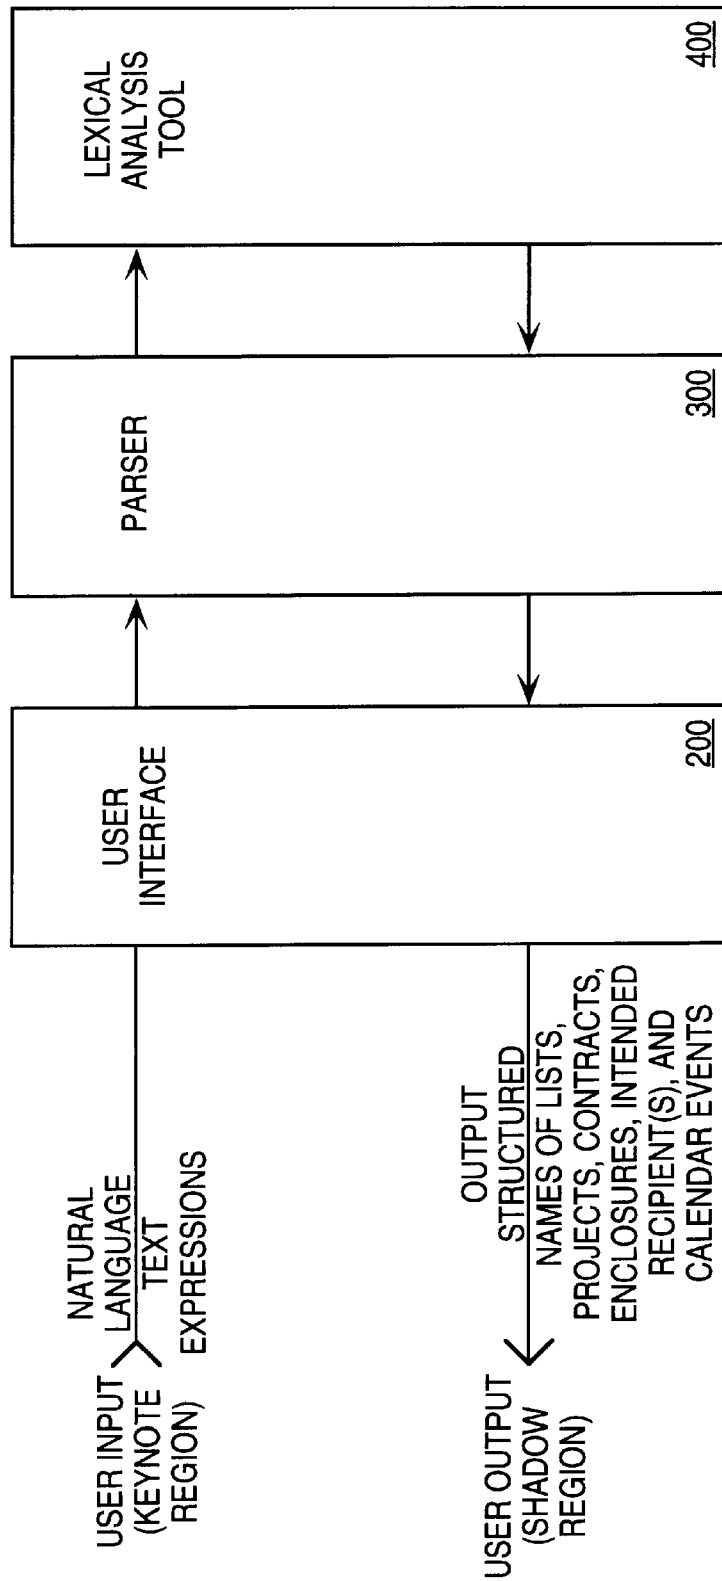 USER INPUT
(KEYNOTE
REGION)
NATURAL
LANGUAGE
TEXT
EXPRESSIONS
USER
INTERFACE
200
PARSER
300
LEXICAL
ANALYSIS
TOOL
400
USER OUTPUT
(SHADOW
REGION)
OUTPUT
STRUCTURED
NAMES OF LISTS,
PROJECTS, CONTRACTS,
ENCLOSURES, INTENDED
RECIPIENT(S), AND
CALENDAR EVENTS